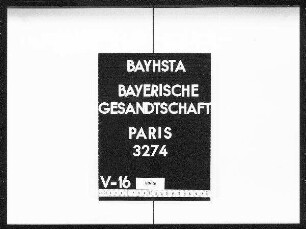 BAYHSTA
BAYERISCHE
GESANDTSCHAFT
PARIS
3274
V-16